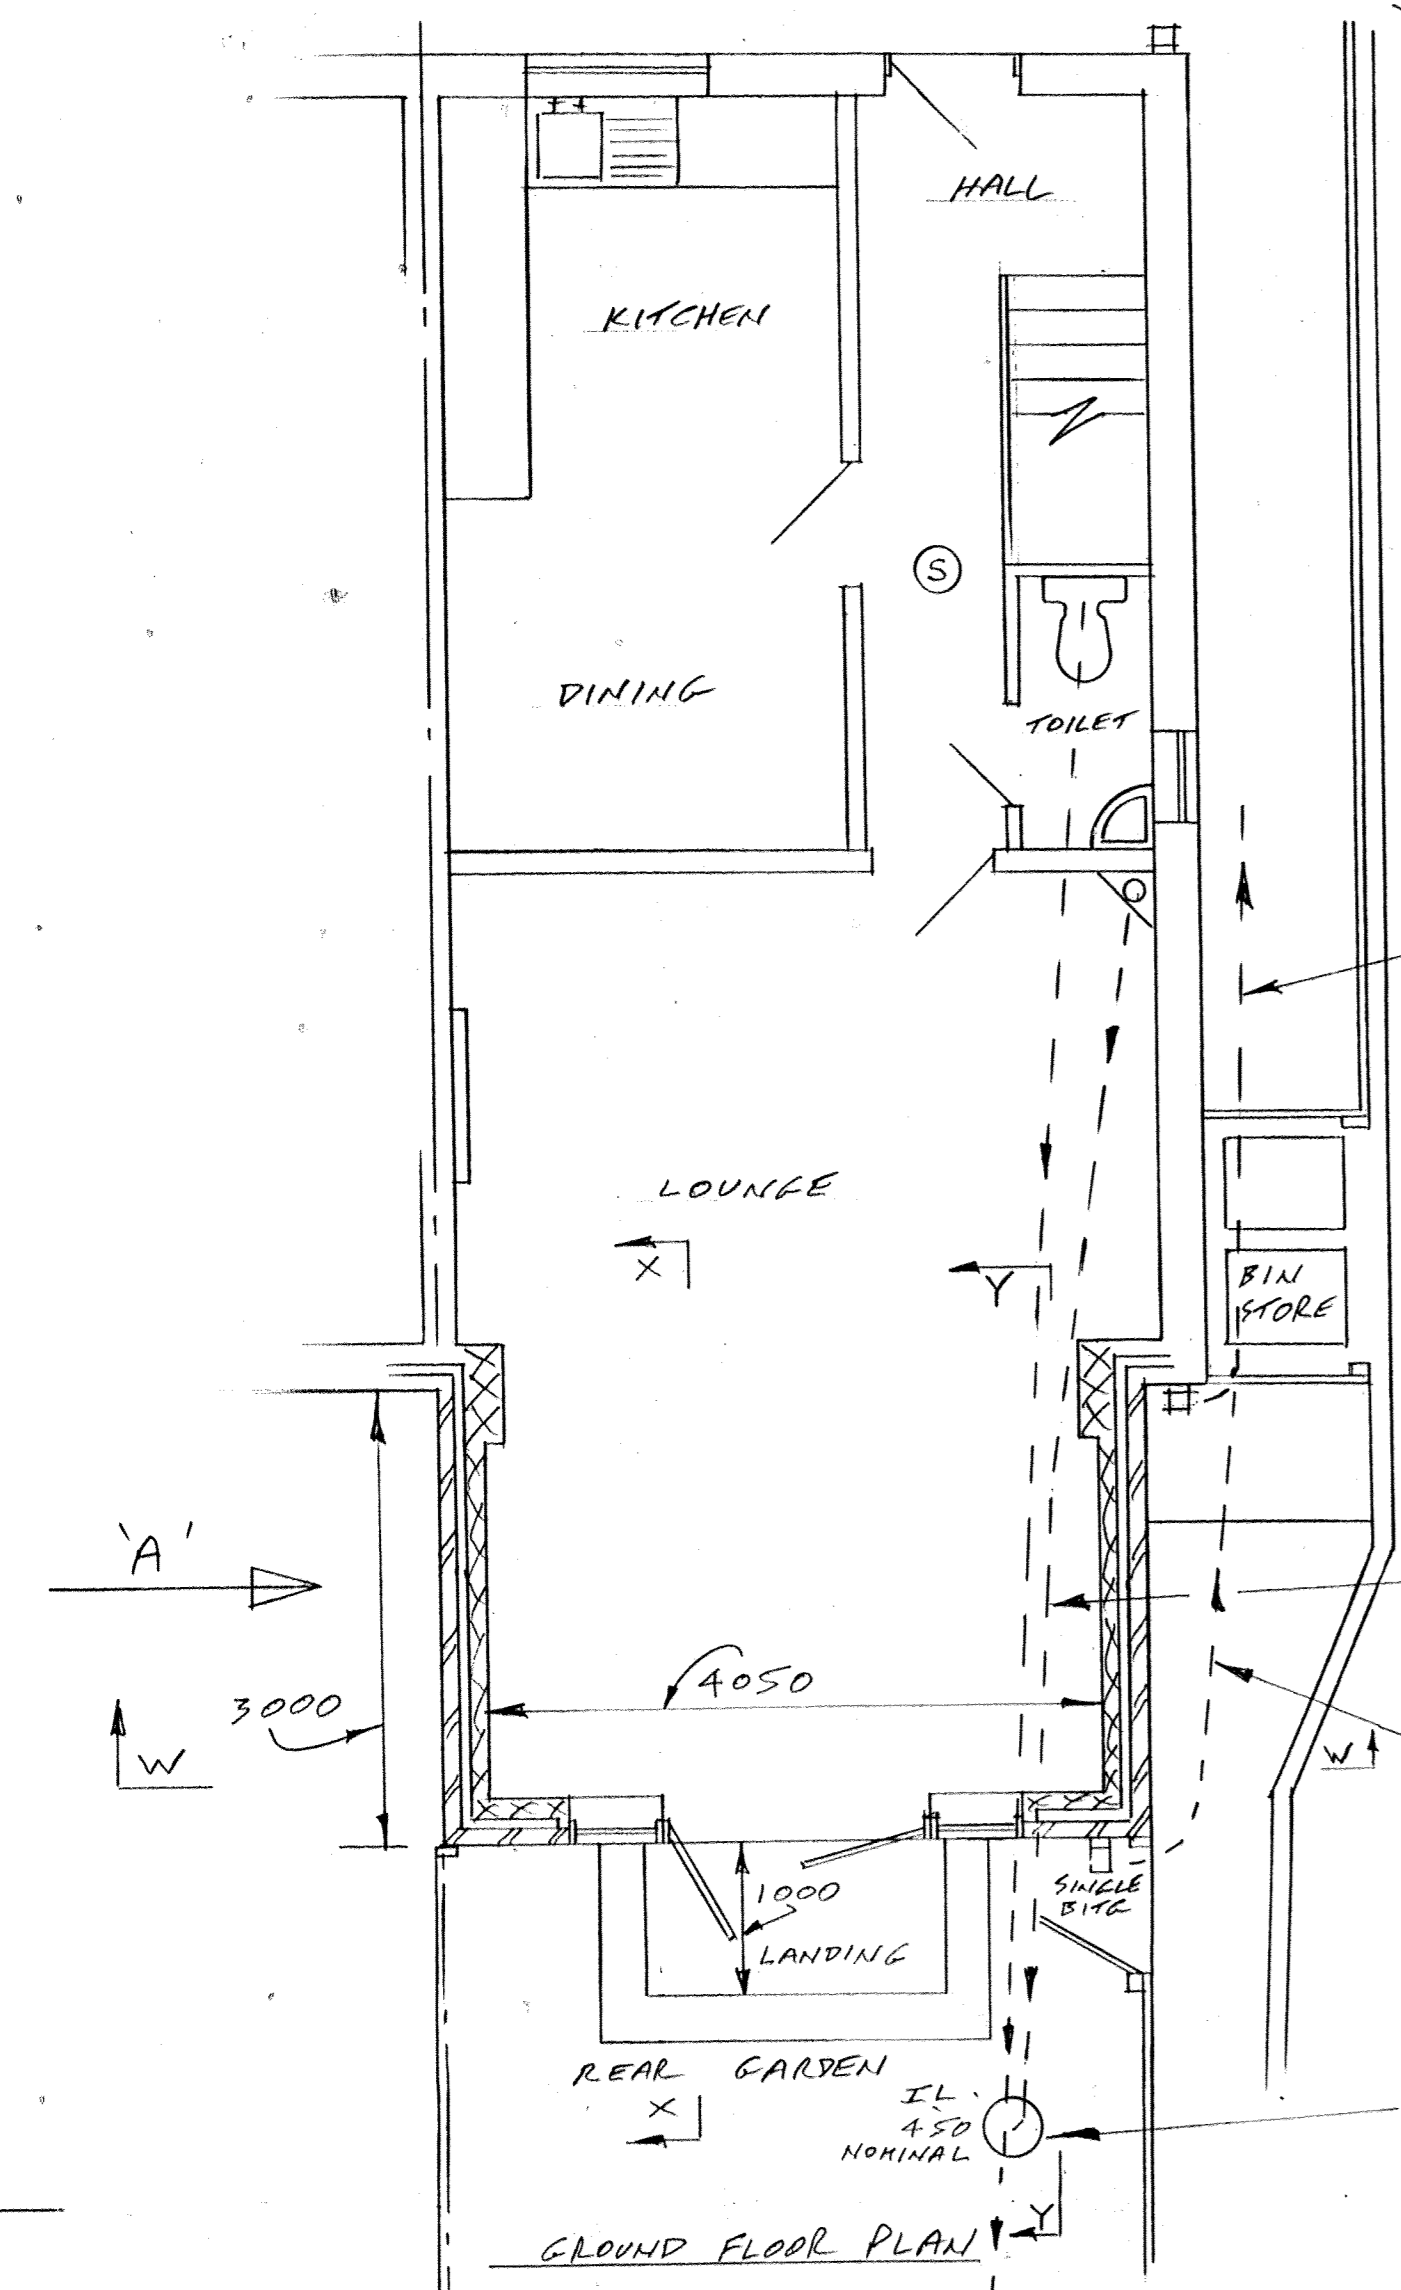 HALL
KITCHEN
S
DINING
TOILET
LOUNGE
X
Y
BIN
STORE
'A'
4050
3000
W
W
1000
SINGLE
LANDING
REAR GARDEN
X
IL.
450
NOMINAL
Y
GROUND FLOOR PLAN